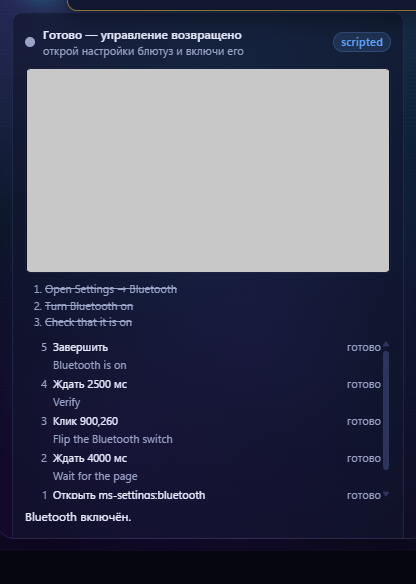 Готово — управление возвращено
открой настройки блютуз и включи его
scripted
1. Open Settings → Bluetooth
2. Turn Bluetooth on
3. Check that it is on
5 Завершить готово
Bluetooth is on
4 Ждать 2500 мс готово
Verify
3 Клик 900,260 готово
Flip the Bluetooth switch
2 Ждать 4000 мс готово
Wait for the page
1 Открыть ms-settings:bluetooth готово
Bluetooth включён.